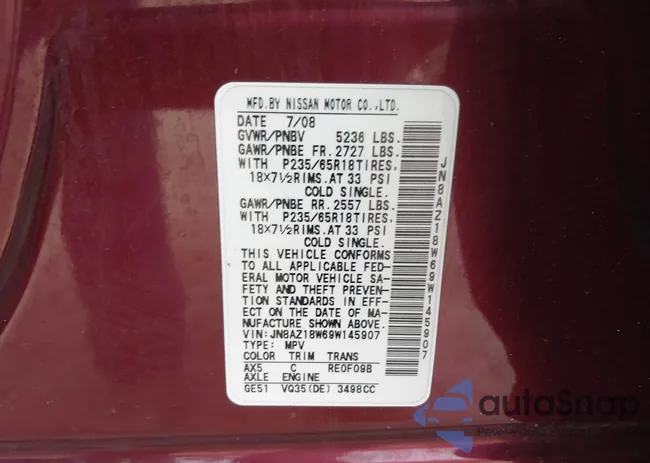 MFD.BY NISSAN MOTOR CO.,LTD.
DATE 7/08
GVWR/PNBV 5236 LBS.
GAWR/PNBE FR. 2727 LBS.
WITH P235/65R18TIRES,
18X7½RIMS.AT 33 PSI
COLD SINGLE.
GAWR/PNBE RR. 2557 LBS.
WITH P235/65R18TIRES,
18X7½RIMS.AT 33 PSI
COLD SINGLE.
THIS VEHICLE CONFORMS
TO ALL APPLICABLE FED-
ERAL MOTOR VEHICLE SA-
FETY AND THEFT PREVEN-
TION STANDARDS IN EFF-
ECT ON THE DATE OF MA-
NUFACTURE SHOWN ABOVE.
VIN:JN8AZ18W69W145907
TYPE: MPV
COLOR TRIM TRANS
AX5 C RE0F09B
AXLE ENGINE
GE51 VQ35(DE) 3498CC
JN8AZ18W69W145907
autoSnap